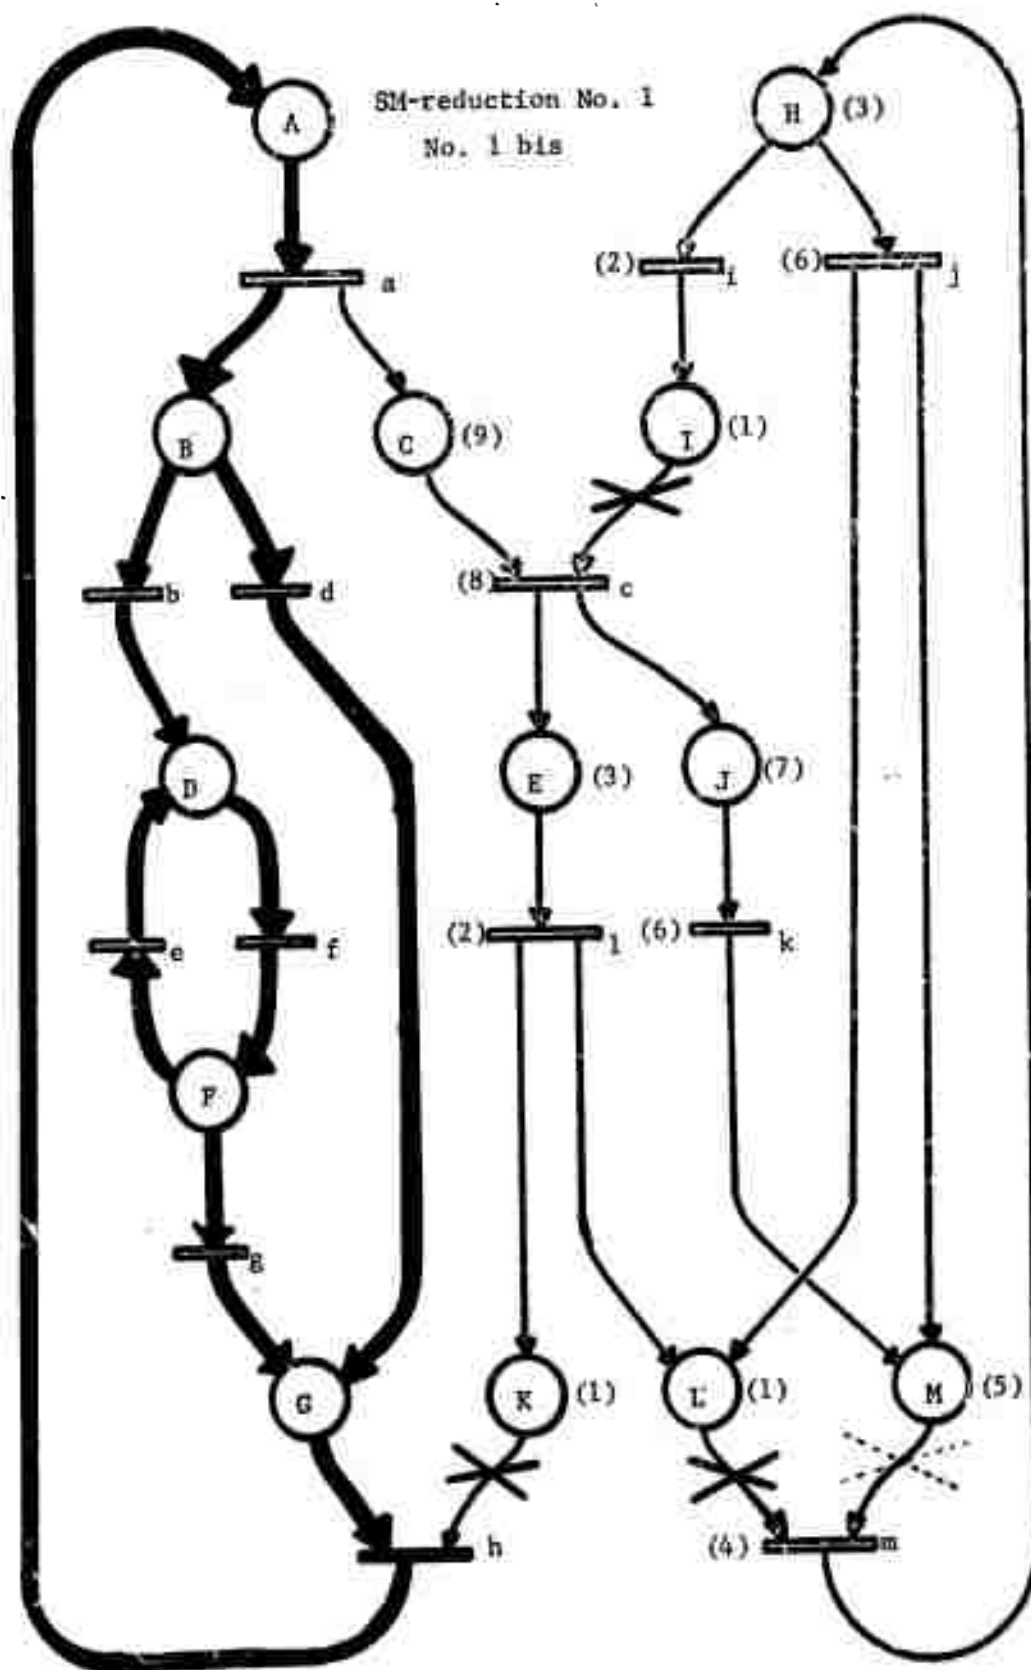 SM-reduction No. 1
No. 1 bis
A
H (3)
a
(2) i
(6) j
B
C (9)
I (1)
b
d
(8) c
D
E (3)
J (7)
e
f
(2) l
(6) k
F
g
G
K (1)
L (1)
M (5)
h
(4) m